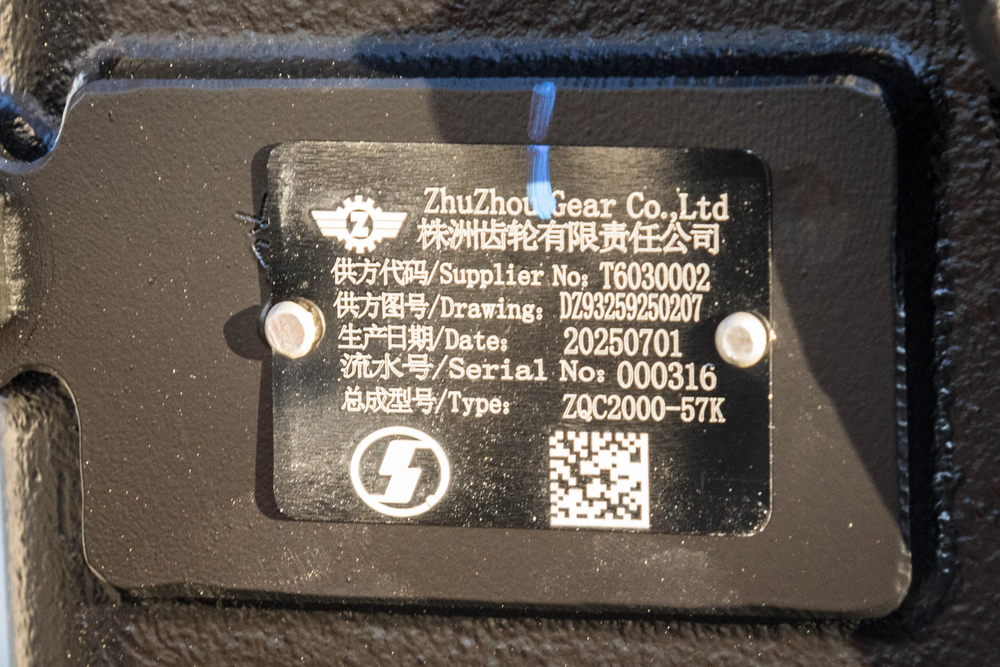 Z
ZhuZhou Gear Co.,Ltd
株洲齿轮有限责任公司
供方代码/Supplier No: T6030002
供方图号/Drawing: DZ93259250207
生产日期/Date: 20250701
流水号/Serial No: 000316
总成型号/Type: ZQC2000-57K